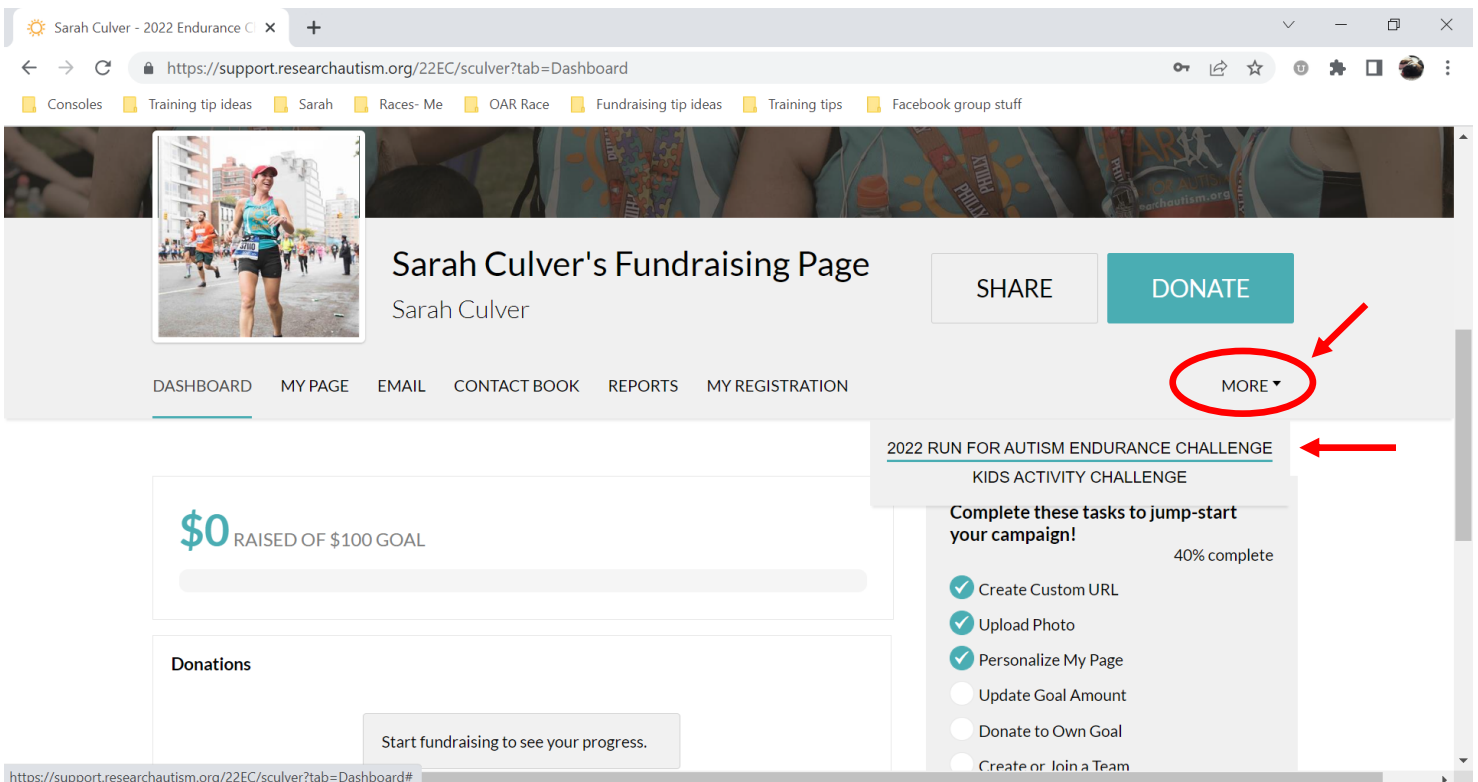 Sarah Culver - 2022 Endurance C
https://support.researchautism.org/22EC/sculver?tab=Dashboard
Consoles Training tip ideas Sarah Races- Me OAR Race Fundraising tip ideas Training tips Facebook group stuff
PHILLY
Sarah Culver's Fundraising Page
Sarah Culver
SHARE
DONATE
DASHBOARD MY PAGE EMAIL CONTACT BOOK REPORTS MY REGISTRATION MORE
2022 RUN FOR AUTISM ENDURANCE CHALLENGE
KIDS ACTIVITY CHALLENGE
$0 RAISED OF $100 GOAL
Complete these tasks to jump-start
your campaign!
40% complete
Create Custom URL
Upload Photo
Personalize My Page
Update Goal Amount
Donate to Own Goal
Create or Join a Team
Donations
Start fundraising to see your progress.
https://support.researchautism.org/22EC/sculver?tab=Dashboard#